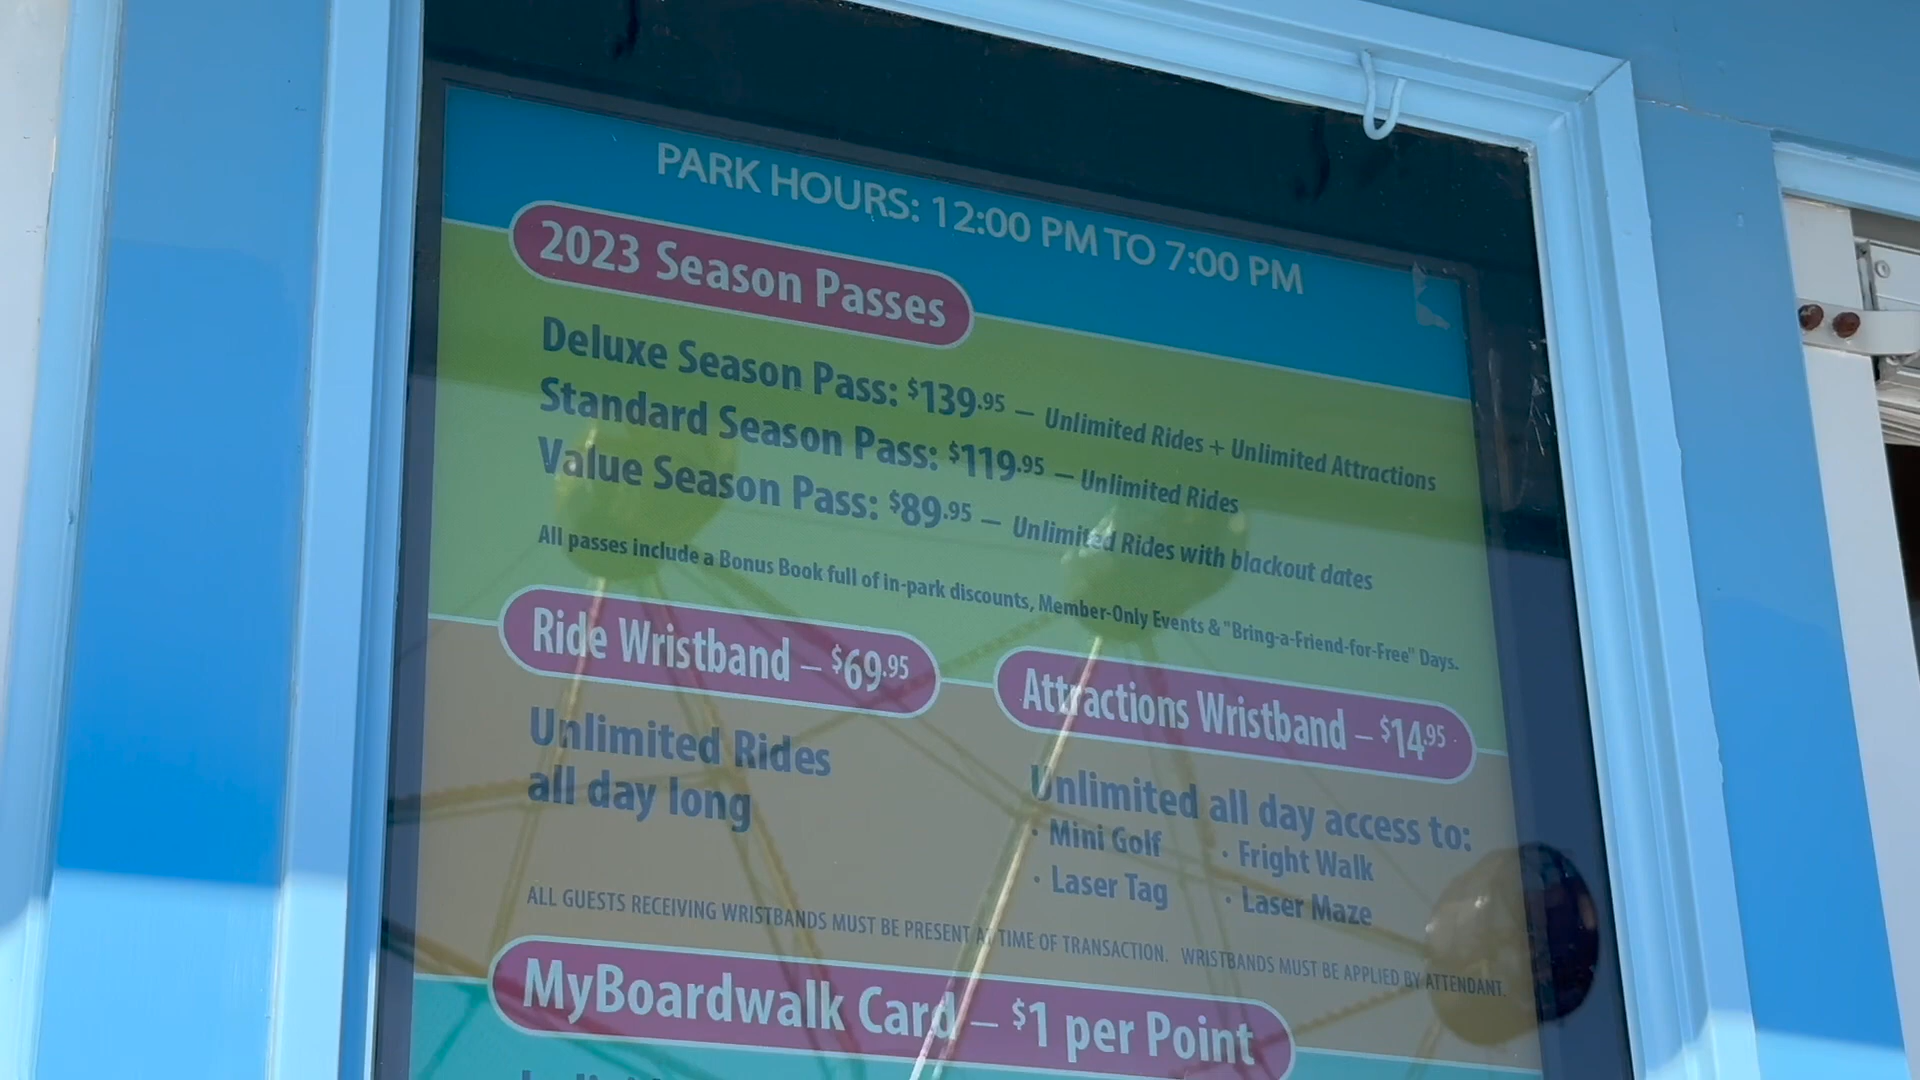 PARK HOURS: 12:00 PM TO 7:00 PM
2023 Season Passes
Deluxe Season Pass: $139.95 – Unlimited Rides + Unlimited Attractions
Standard Season Pass: $119.95 – Unlimited Rides
Value Season Pass: $89.95 – Unlimited Rides with blackout dates
All passes include a Bonus Book full of in-park discounts, Member-Only Events & "Bring-a-Friend-for-Free" Days.
Ride Wristband – $69.95
Unlimited Rides
all day long
Attractions Wristband – $14.95
Unlimited all day access to:
· Mini Golf · Fright Walk
· Laser Tag · Laser Maze
ALL GUESTS RECEIVING WRISTBANDS MUST BE PRESENT AT TIME OF TRANSACTION. WRISTBANDS MUST BE APPLIED BY ATTENDANT.
MyBoardwalk Card – $1 per Point